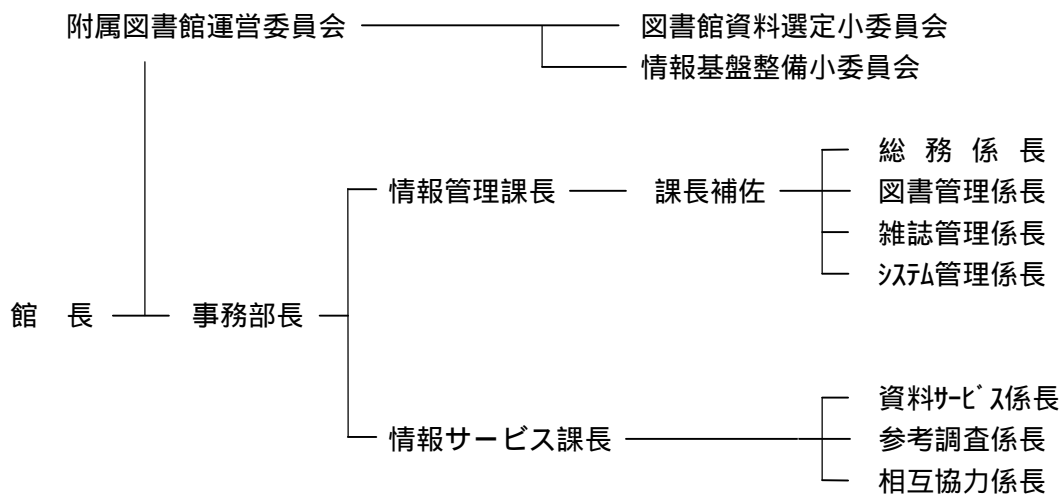 附属図書館運営委員会 図書館資料選定小委員会
情報基盤整備小委員会
総 務 係 長
情報管理課長 課長補佐 図書管理係長
雑誌管理係長
ｼｽﾃﾑ管理係長
館 長 事務部長
資料ｻｰﾋﾞｽ係長
情報サービス課長 参考調査係長
相互協力係長